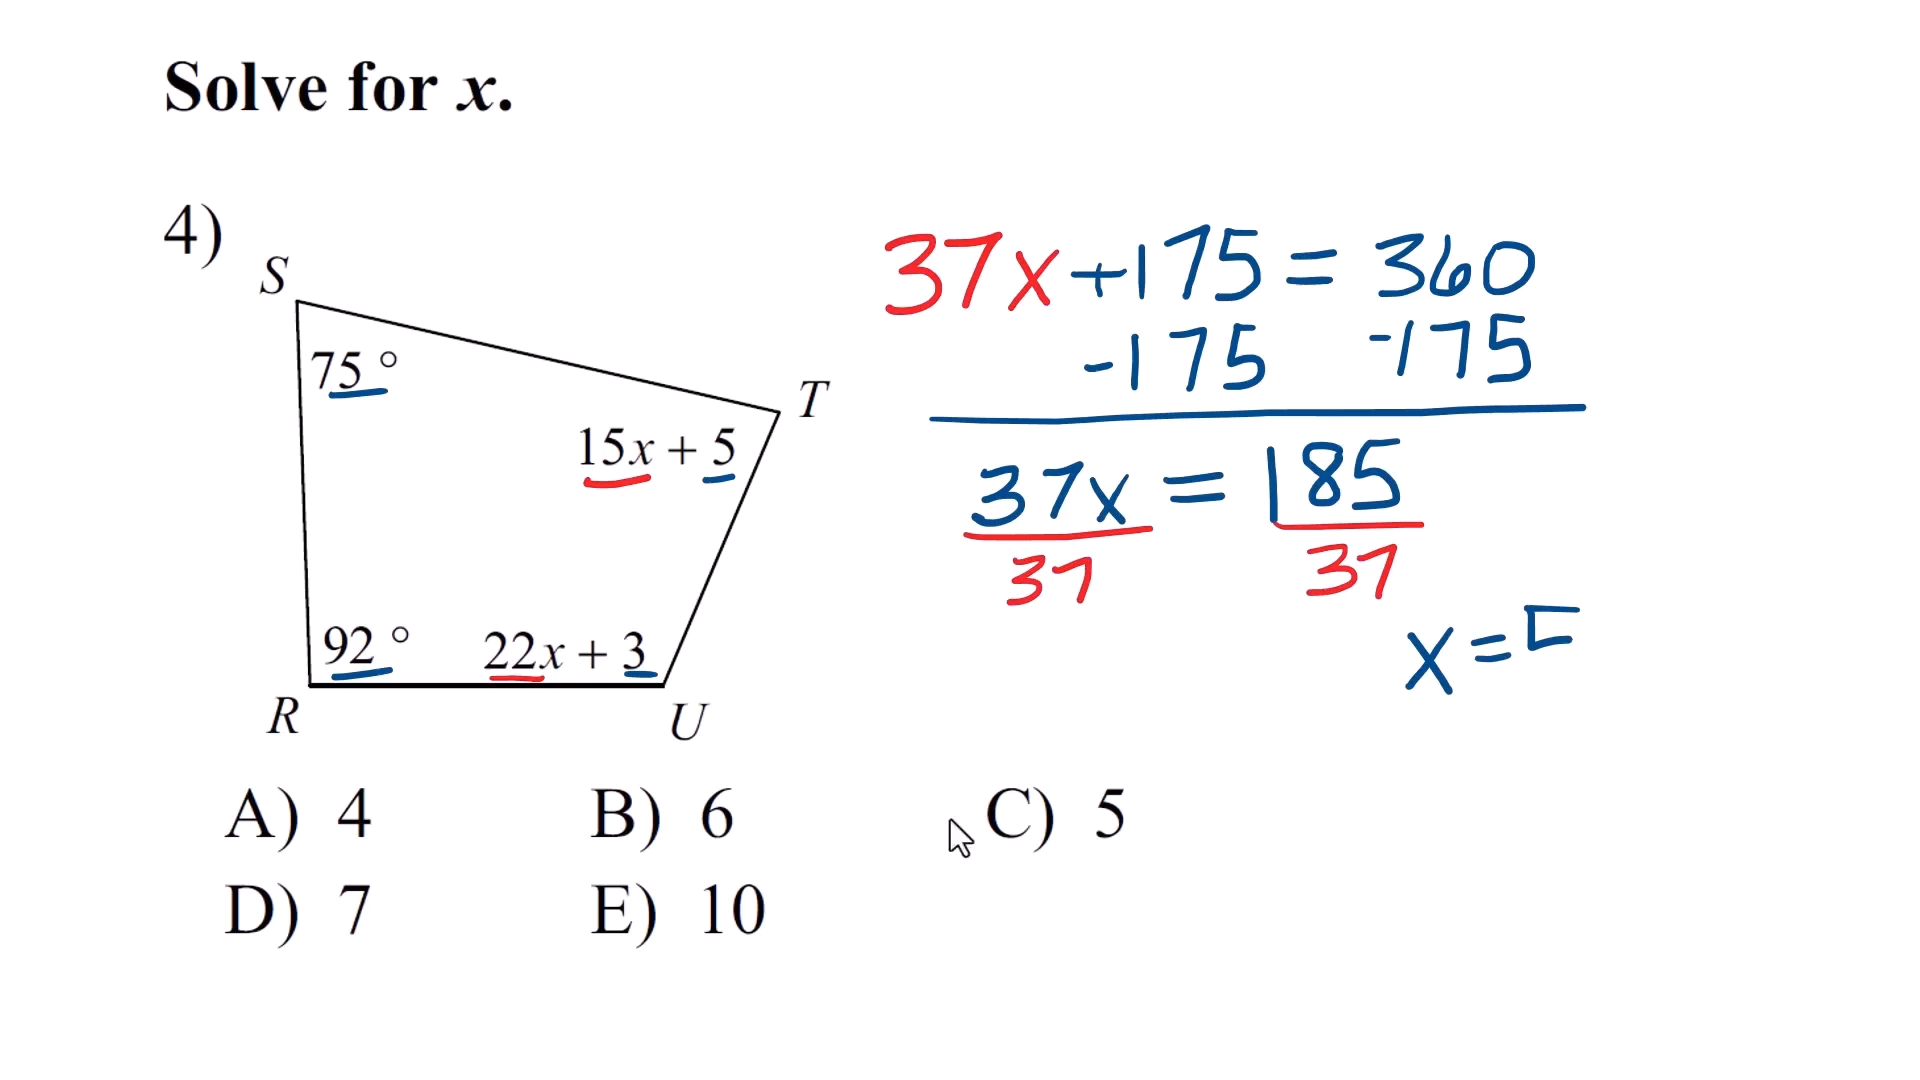 Solve for x.
4)
S
75 °
T
15x + 5
92 °
22x + 3
R
U
37x+175=360
-175 -175
37x = 185
37 37
x=5
A) 4 B) 6 C) 5
D) 7 E) 10